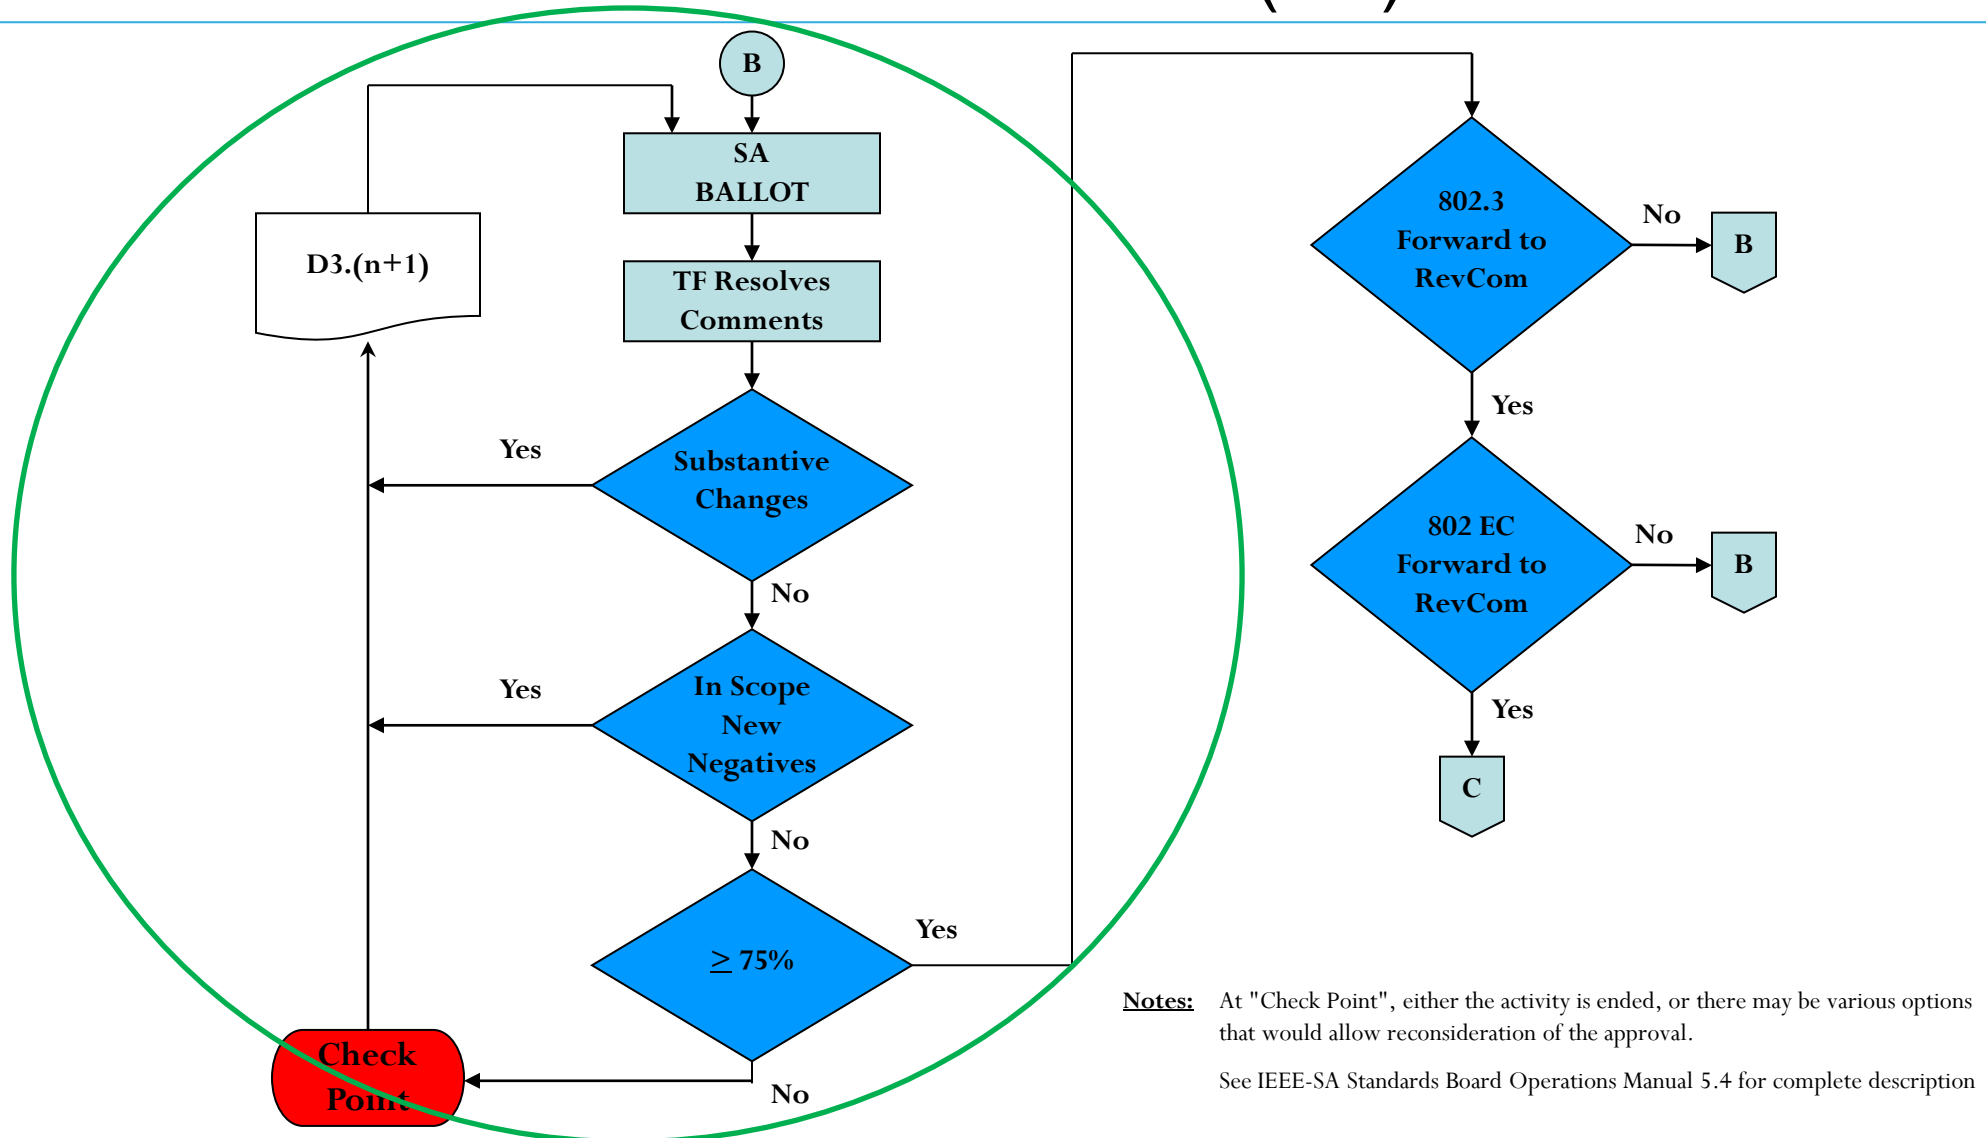 B
SA
BALLOT
D3.(n+1)
TF Resolves
Comments
Yes
Substantive
Changes
No
Yes
In Scope
New
Negatives
No
≥ 75%
Yes
No
Check
Point
802.3
Forward to
RevCom
No
B
Yes
802 EC
Forward to
RevCom
No
B
Yes
C
Notes: At "Check Point", either the activity is ended, or there may be various options
that would allow reconsideration of the approval.
See IEEE-SA Standards Board Operations Manual 5.4 for complete description